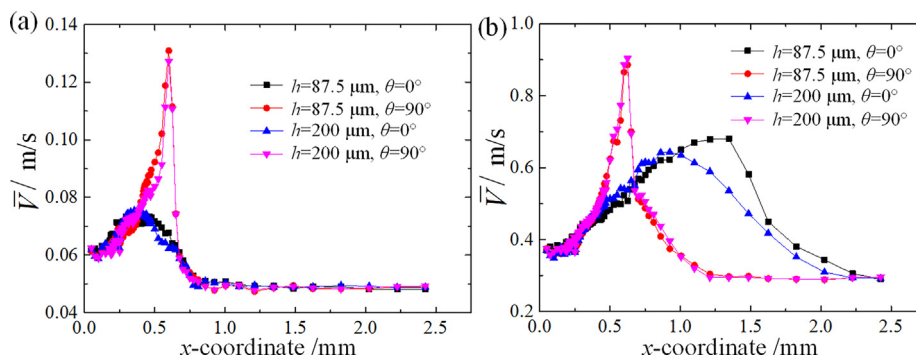 (a)
0.14
0.12
0.10
0.08
0.06
0.04
V̅ / m/s
h=87.5 μm, θ=0°
h=87.5 μm, θ=90°
h=200 μm, θ=0°
h=200 μm, θ=90°
0.0 0.5 1.0 1.5 2.0 2.5
x-coordinate /mm
(b)
1.0
0.8
0.6
0.4
0.2
V̅ / m/s
h=87.5 μm, θ=0°
h=87.5 μm, θ=90°
h=200 μm, θ=0°
h=200 μm, θ=90°
0.0 0.5 1.0 1.5 2.0 2.5
x-coordinate /mm